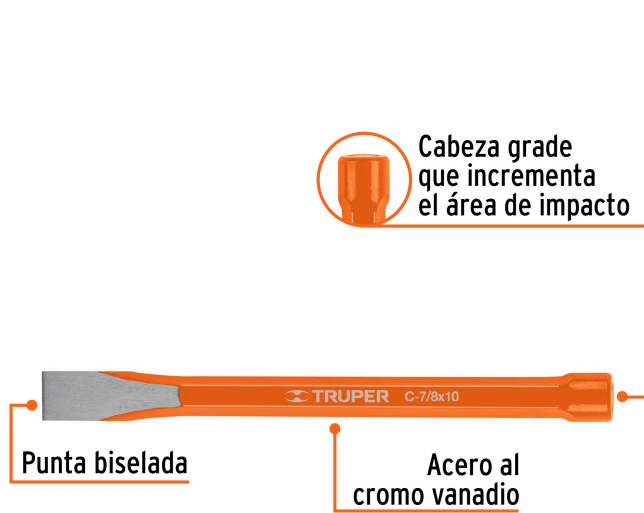 Cabeza grade
que incrementa
el área de impacto
TRUPER C-7/8x10
Punta biselada
Acero al
cromo vanadio